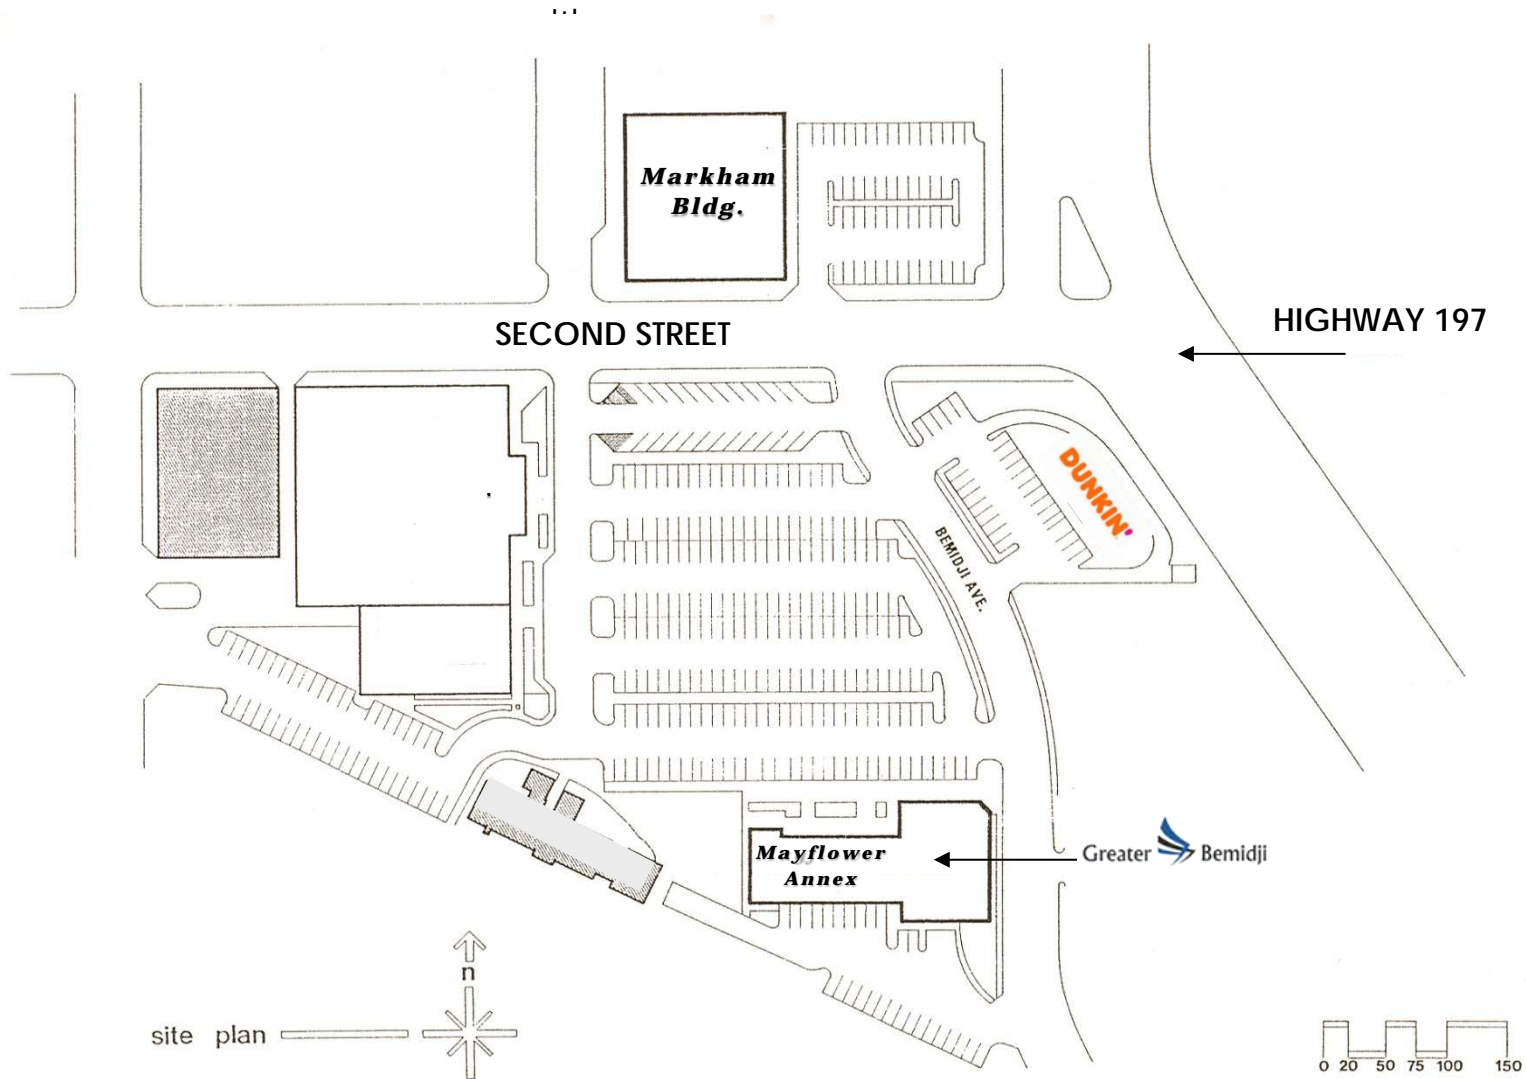 Markham
Bldg.
SECOND STREET
HIGHWAY 197
DUNKIN'
BEMIDJI AVE.
Mayflower
Annex
Greater Bemidji
n
site plan
0 20 50 75 100 150